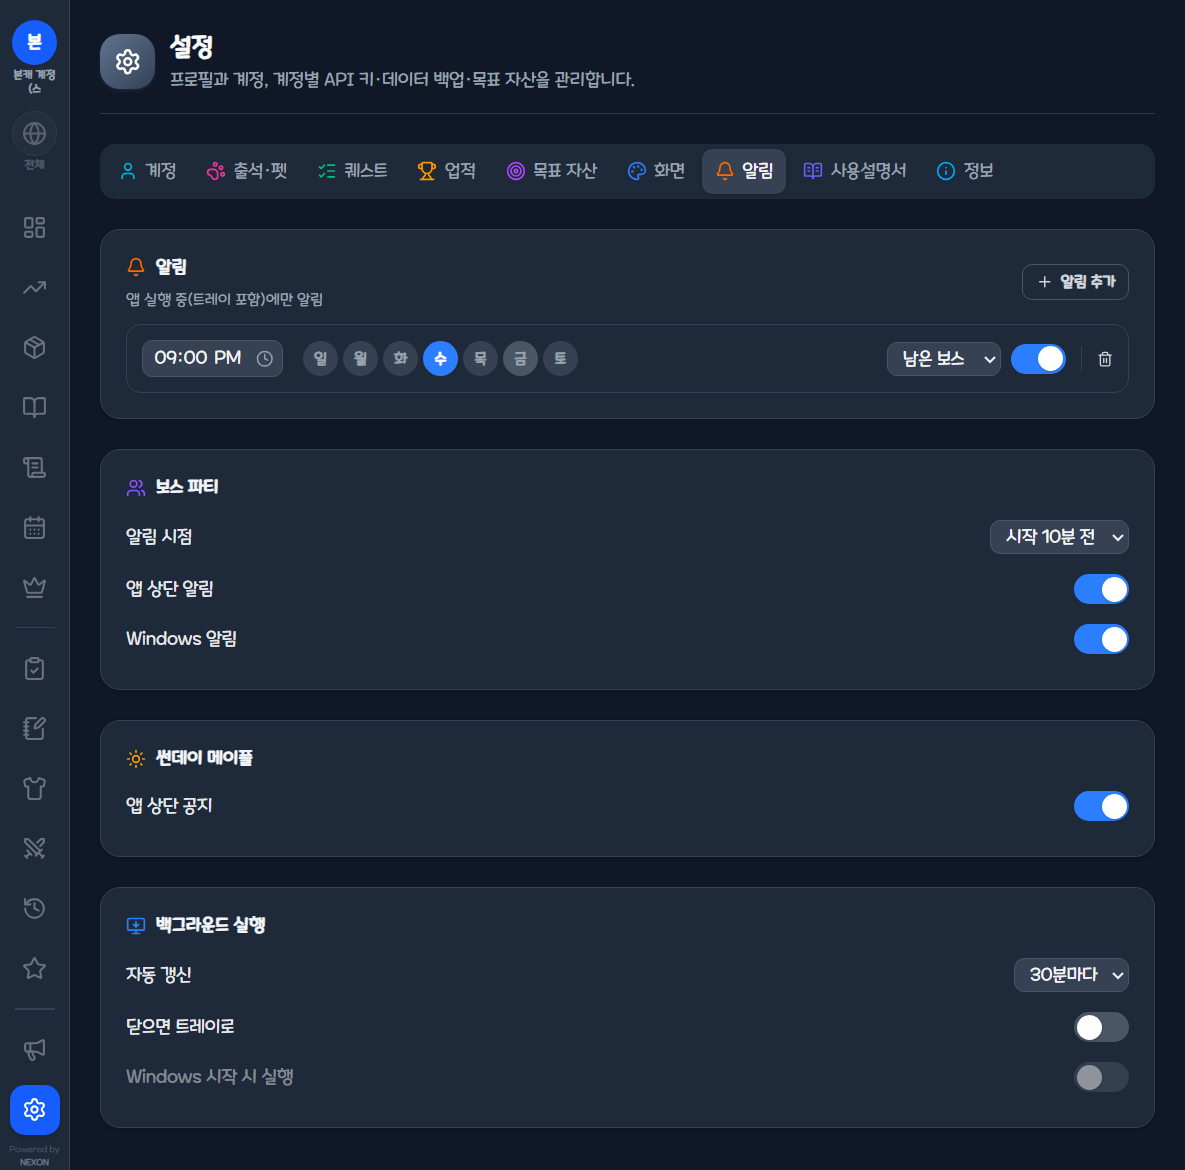 본
본캐 계정
(스
전체
Powered by
NEXON
설정
프로필과 계정, 계정별 API 키·데이터 백업·목표 자산을 관리합니다.
계정
출석·펫
퀘스트
업적
목표 자산
화면
알림
사용설명서
정보
알림
앱 실행 중(트레이 포함)에만 알림
알림 추가
09:00 PM
일
월
화
수
목
금
토
남은 보스
보스 파티
알림 시점
시작 10분 전
앱 상단 알림
Windows 알림
썬데이 메이플
앱 상단 공지
백그라운드 실행
자동 갱신
30분마다
닫으면 트레이로
Windows 시작 시 실행